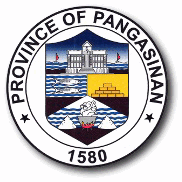 PROVINCE OF PANGASINAN
1580